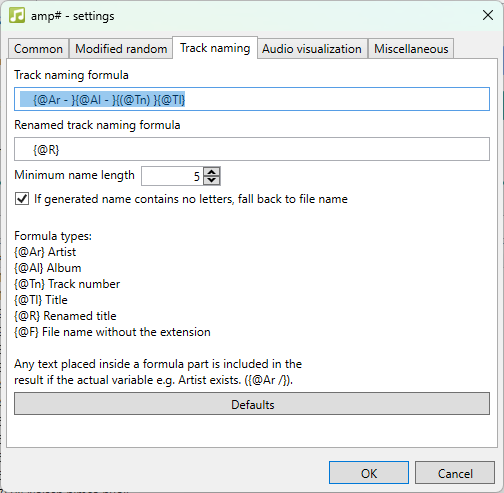 amp# - settings
Common
Modified random
Track naming
Audio visualization
Miscellaneous
Track naming formula
{@Ar - }{@Al - }{(@Tn) }{@Tl}
Renamed track naming formula
{@R}
Minimum name length 5
If generated name contains no letters, fall back to file name
Formula types:
{@Ar} Artist
{@Al} Album
{@Tn} Track number
{@Tl} Title
{@R} Renamed title
{@F} File name without the extension
Any text placed inside a formula part is included in the
result if the actual variable e.g. Artist exists. ({@Ar /}).
Defaults
OK
Cancel